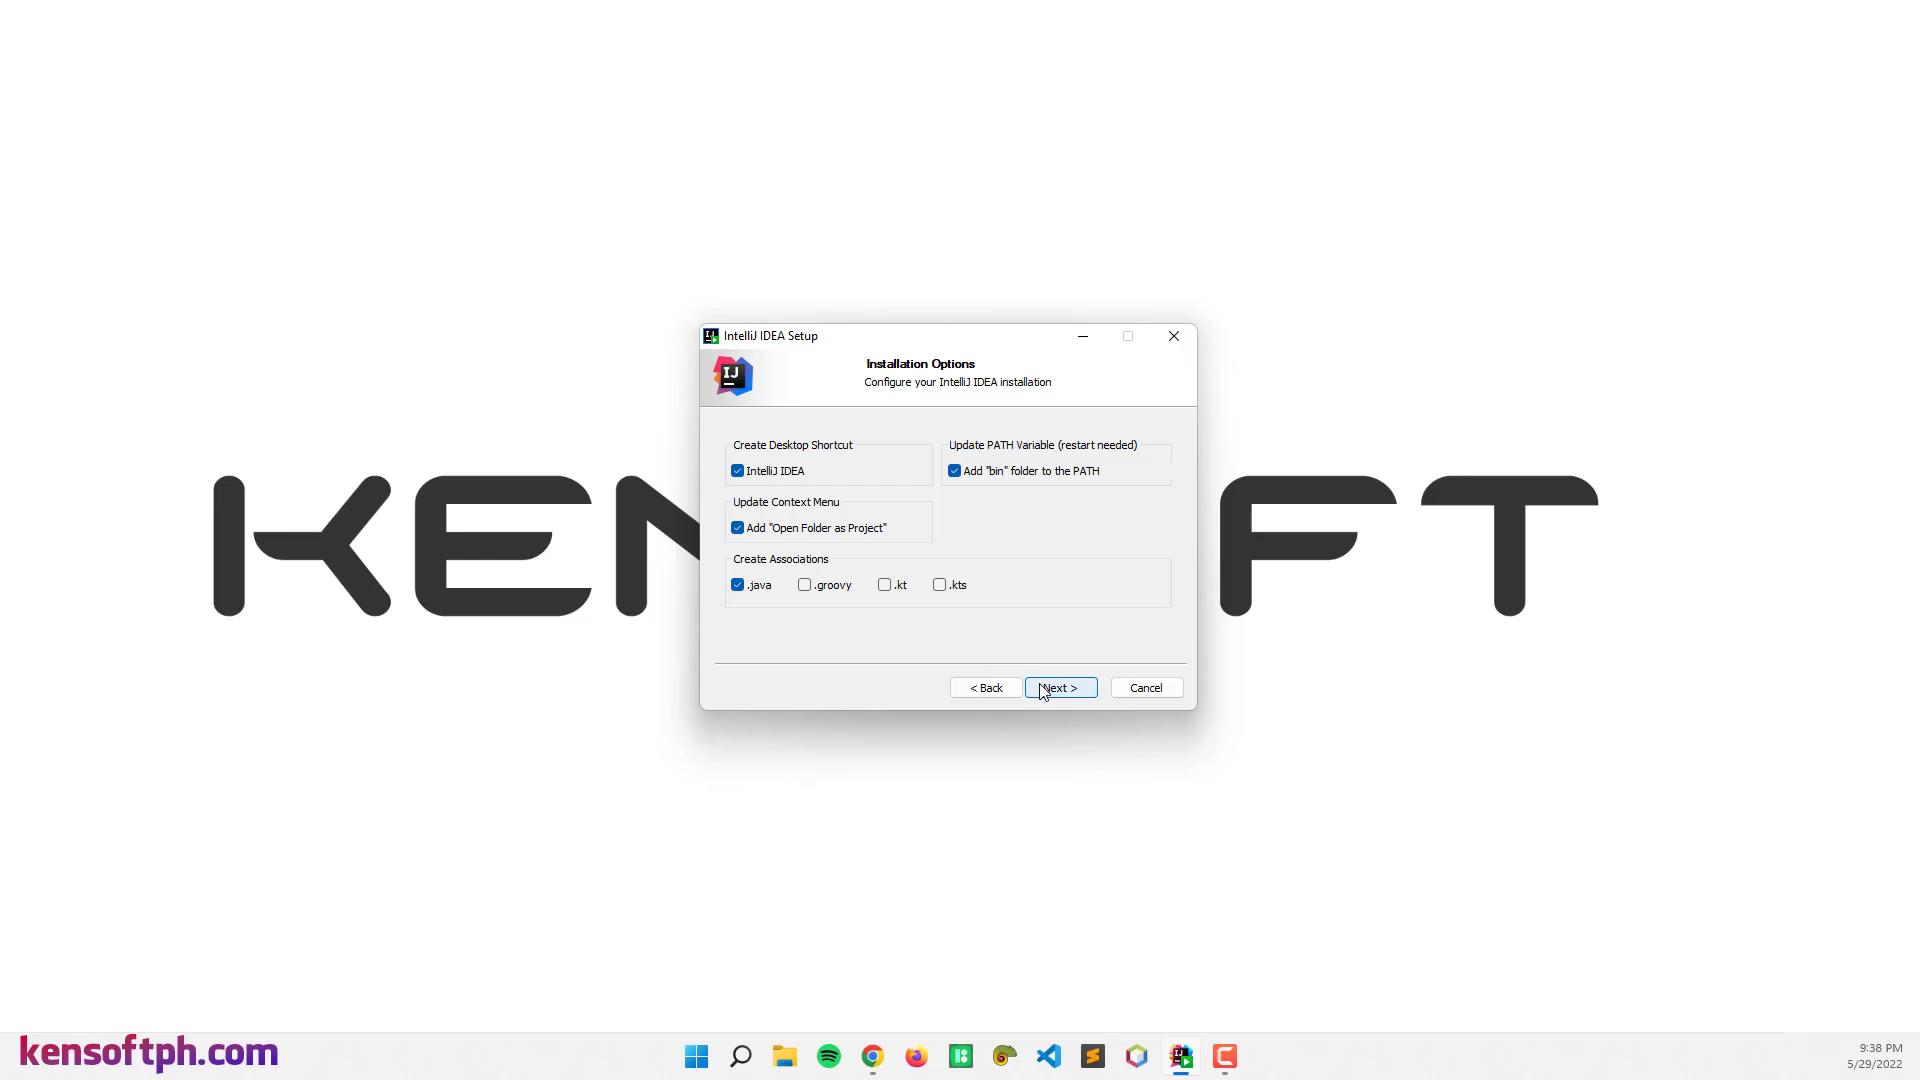 IJ IntelliJ IDEA Setup
IJ
Installation Options
Configure your IntelliJ IDEA installation
Create Desktop Shortcut
IntelliJ IDEA
Update PATH Variable (restart needed)
Add "bin" folder to the PATH
Update Context Menu
Add "Open Folder as Project"
Create Associations
.java .groovy .kt .kts
< Back Next > Cancel
KEN FT
kensoftph.com
9:38 PM
5/29/2022